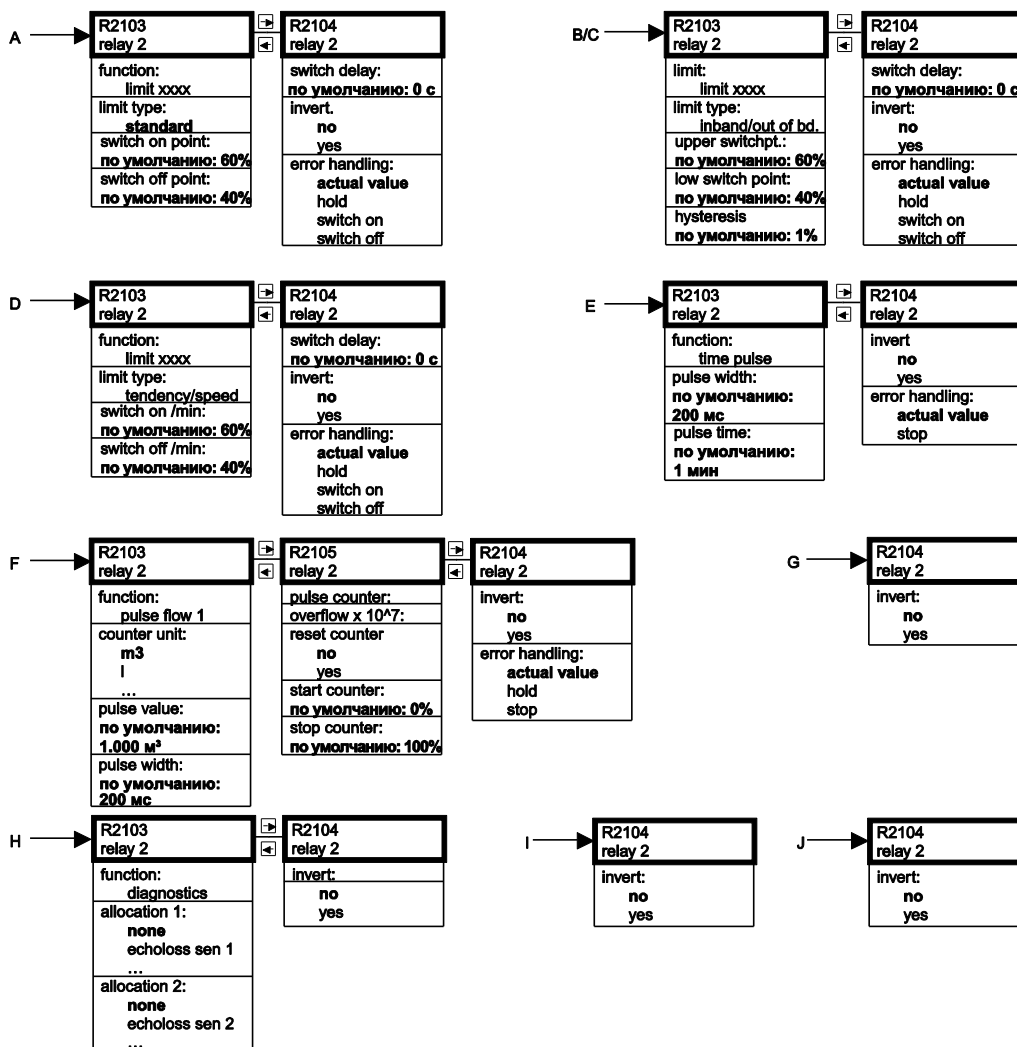 A
R2103
relay 2
function:
limit xxxx
limit type:
standard
switch on point:
по умолчанию: 60%
switch off point:
по умолчанию: 40%
R2104
relay 2
switch delay:
по умолчанию: 0 с
invert.
no
yes
error handling:
actual value
hold
switch on
switch off
B/C
R2103
relay 2
limit:
limit xxxx
limit type:
inband/out of bd.
upper switchpt.:
по умолчанию: 60%
low switch point:
по умолчанию: 40%
hysteresis
по умолчанию: 1%
R2104
relay 2
switch delay:
по умолчанию: 0 с
invert:
no
yes
error handling:
actual value
hold
switch on
switch off
D
R2103
relay 2
function:
limit xxxx
limit type:
tendency/speed
switch on /min:
по умолчанию: 60%
switch off /min:
по умолчанию: 40%
R2104
relay 2
switch delay:
по умолчанию: 0 с
invert:
no
yes
error handling:
actual value
hold
switch on
switch off
E
R2103
relay 2
function:
time pulse
pulse width:
по умолчанию:
200 мс
pulse time:
по умолчанию:
1 мин
R2104
relay 2
invert
no
yes
error handling:
actual value
stop
F
R2103
relay 2
function:
pulse flow 1
counter unit:
m3
l
...
pulse value:
по умолчанию:
1.000 м³
pulse width:
по умолчанию:
200 мс
R2105
relay 2
pulse counter:
overflow x 10^7:
reset counter
no
yes
start counter:
по умолчанию: 0%
stop counter:
по умолчанию: 100%
R2104
relay 2
invert:
no
yes
error handling:
actual value
hold
stop
G
R2104
relay 2
invert:
no
yes
H
R2103
relay 2
function:
diagnostics
allocation 1:
none
echoloss sen 1
...
allocation 2:
none
echoloss sen 2
...
R2104
relay 2
invert:
no
yes
I
R2104
relay 2
invert:
no
yes
J
R2104
relay 2
invert:
no
yes